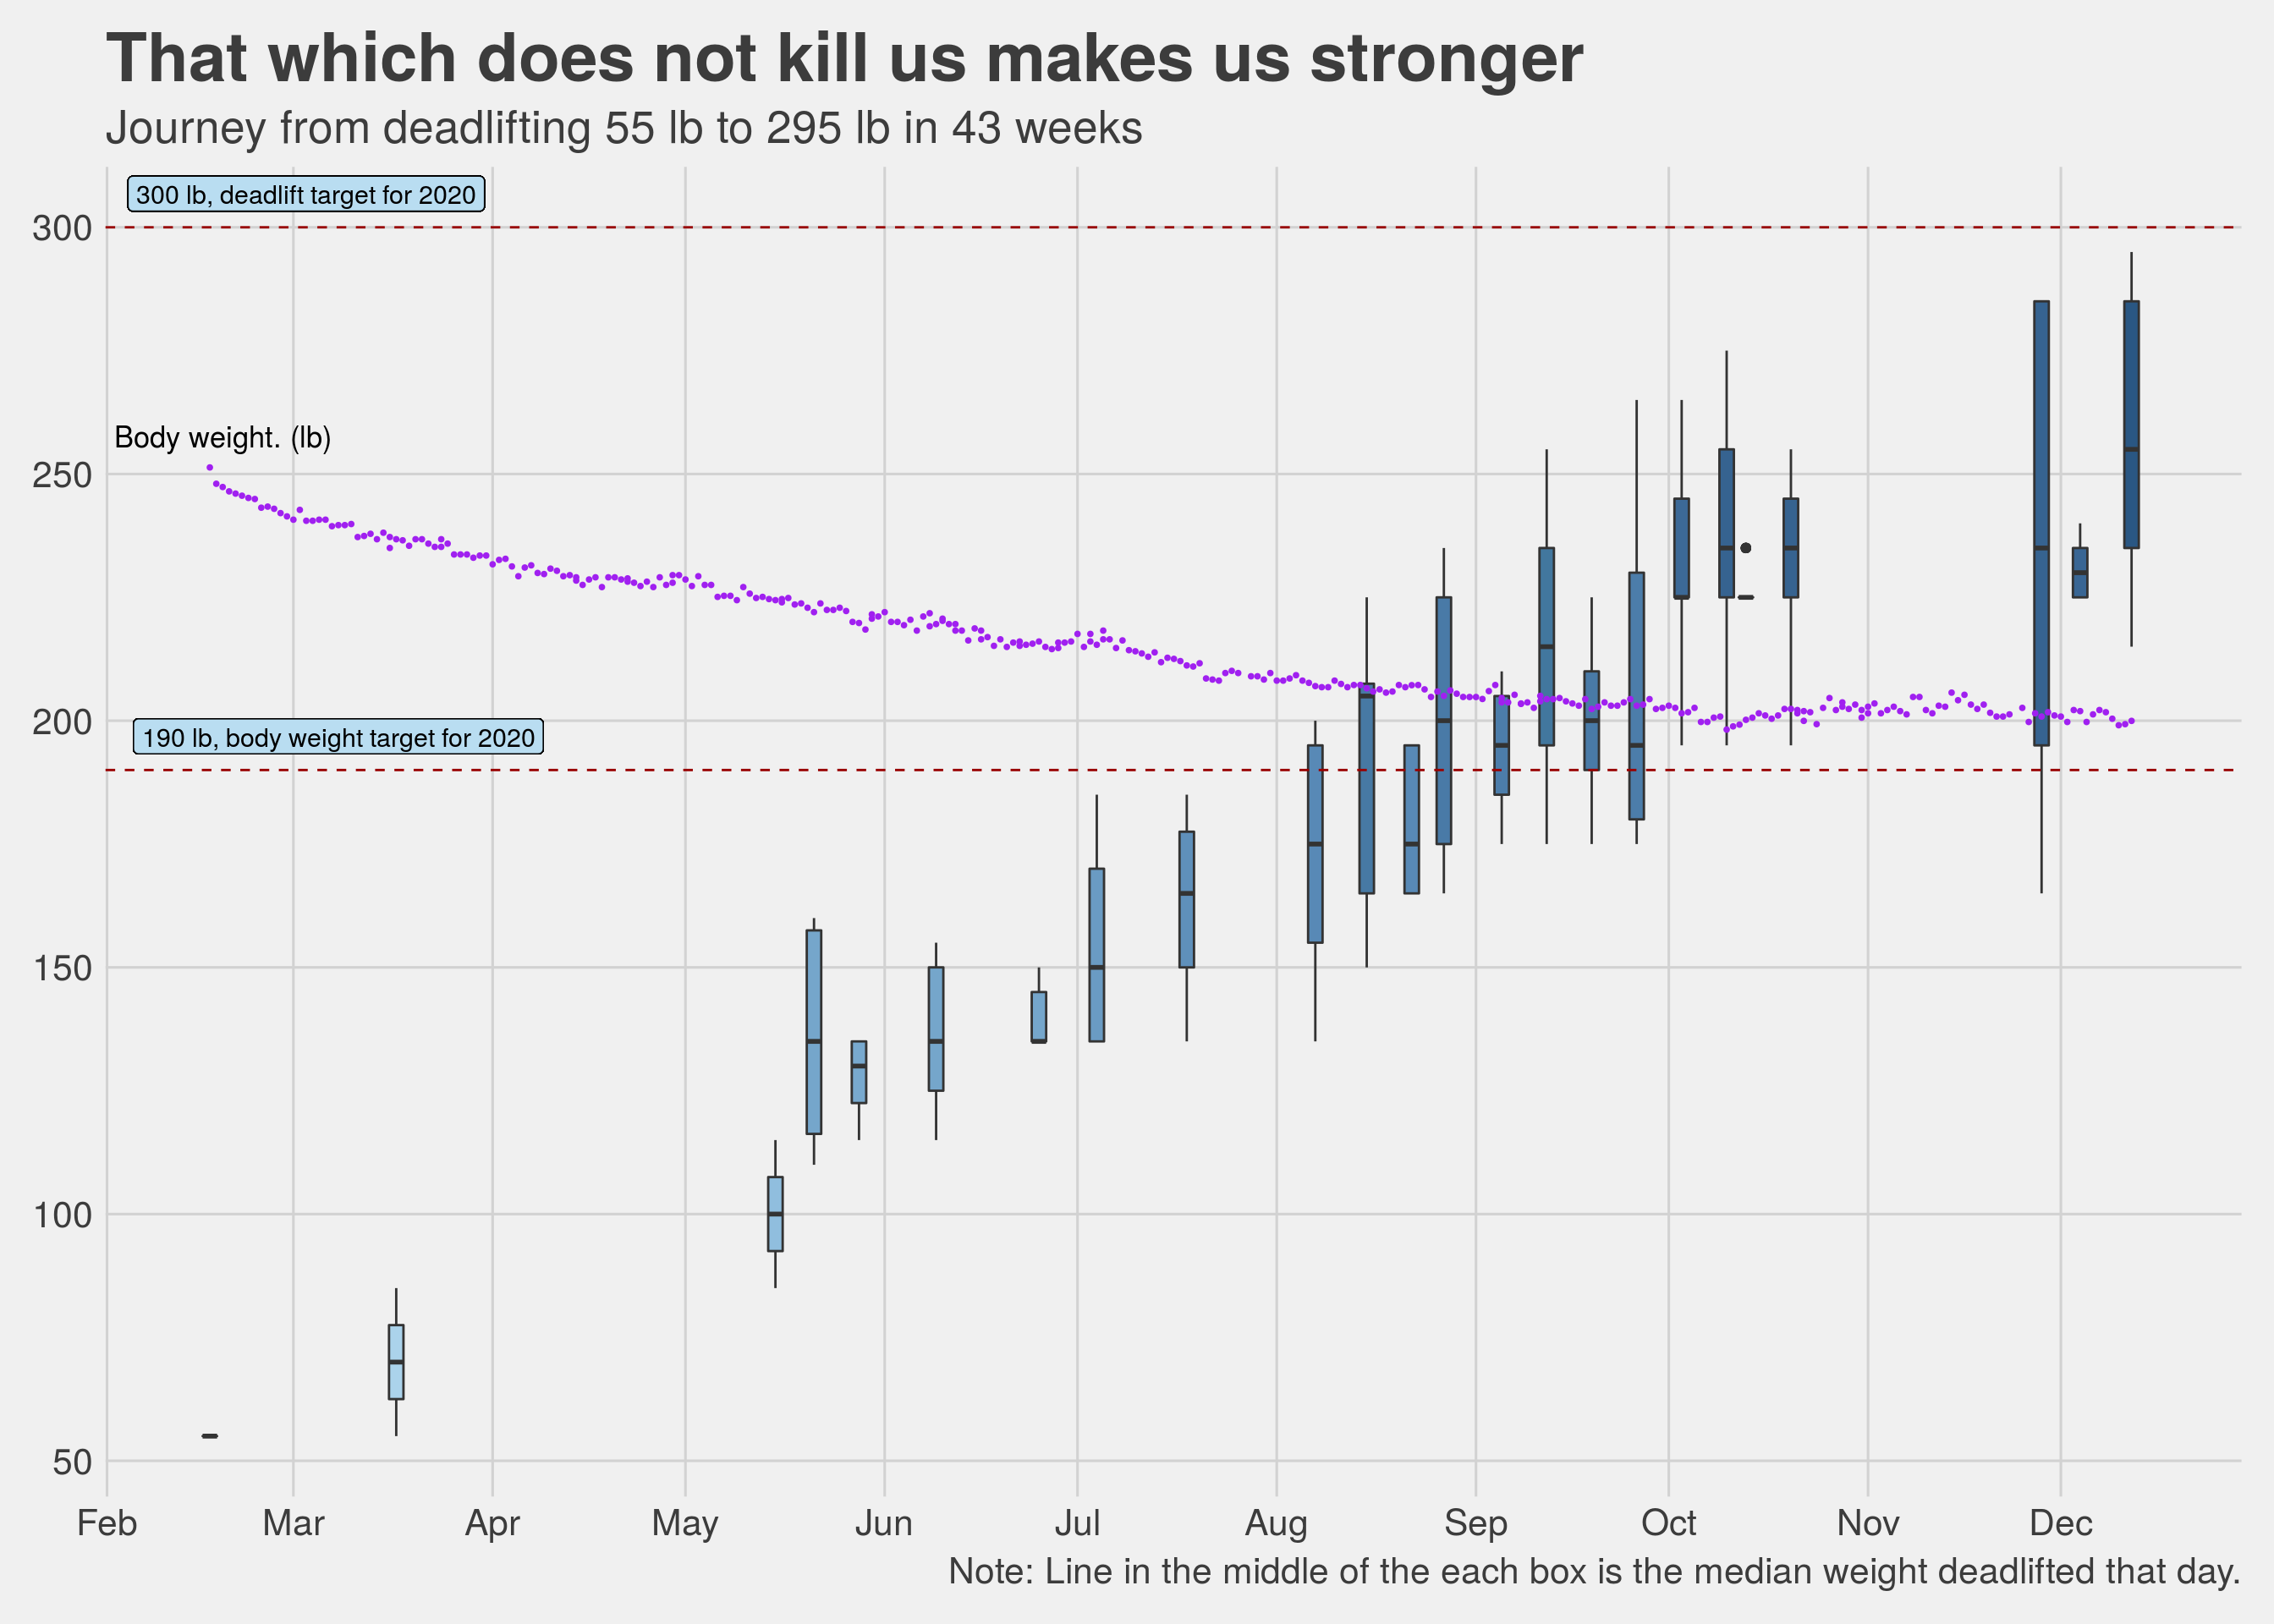 That which does not kill us makes us stronger
Journey from deadlifting 55 lb to 295 lb in 43 weeks
300 lb, deadlift target for 2020
300
Body weight. (lb)
250
200
190 lb, body weight target for 2020
150
100
50
Feb Mar Apr May Jun Jul Aug Sep Oct Nov Dec
Note: Line in the middle of the each box is the median weight deadlifted that day.